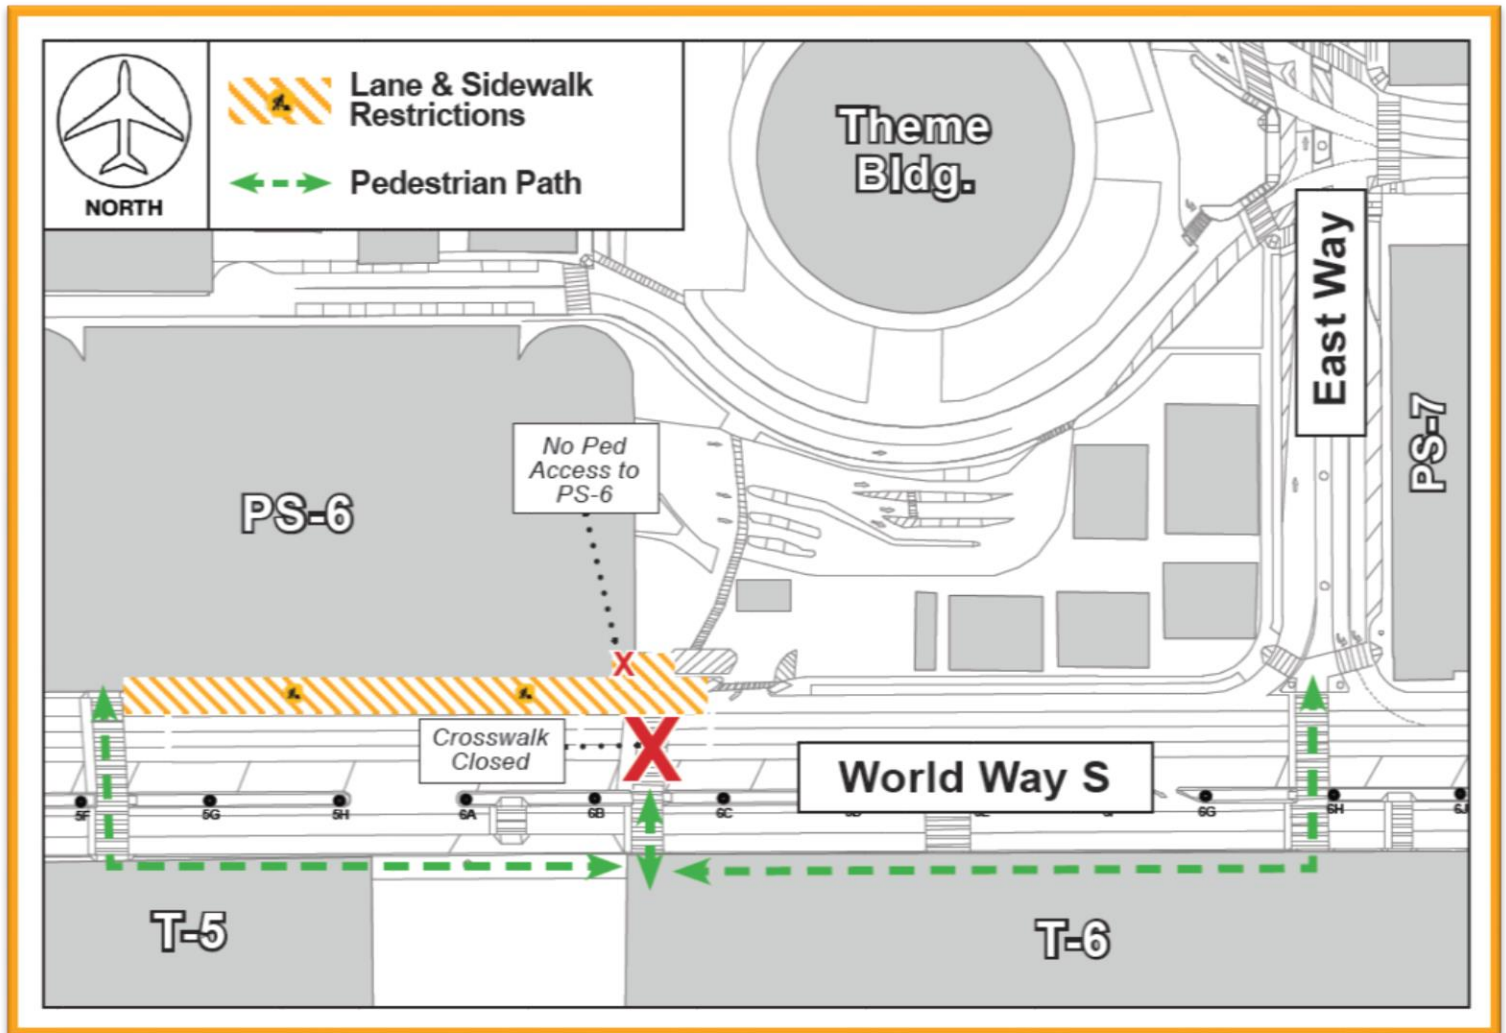 NORTH
Lane & Sidewalk
Restrictions
Pedestrian Path
Theme
Bldg.
East Way
PS-7
No Ped
Access to
PS-6
PS-6
Crosswalk
Closed
World Way S
5F
5G
5H
6A
6B
6C
6G
6H
T-5
T-6